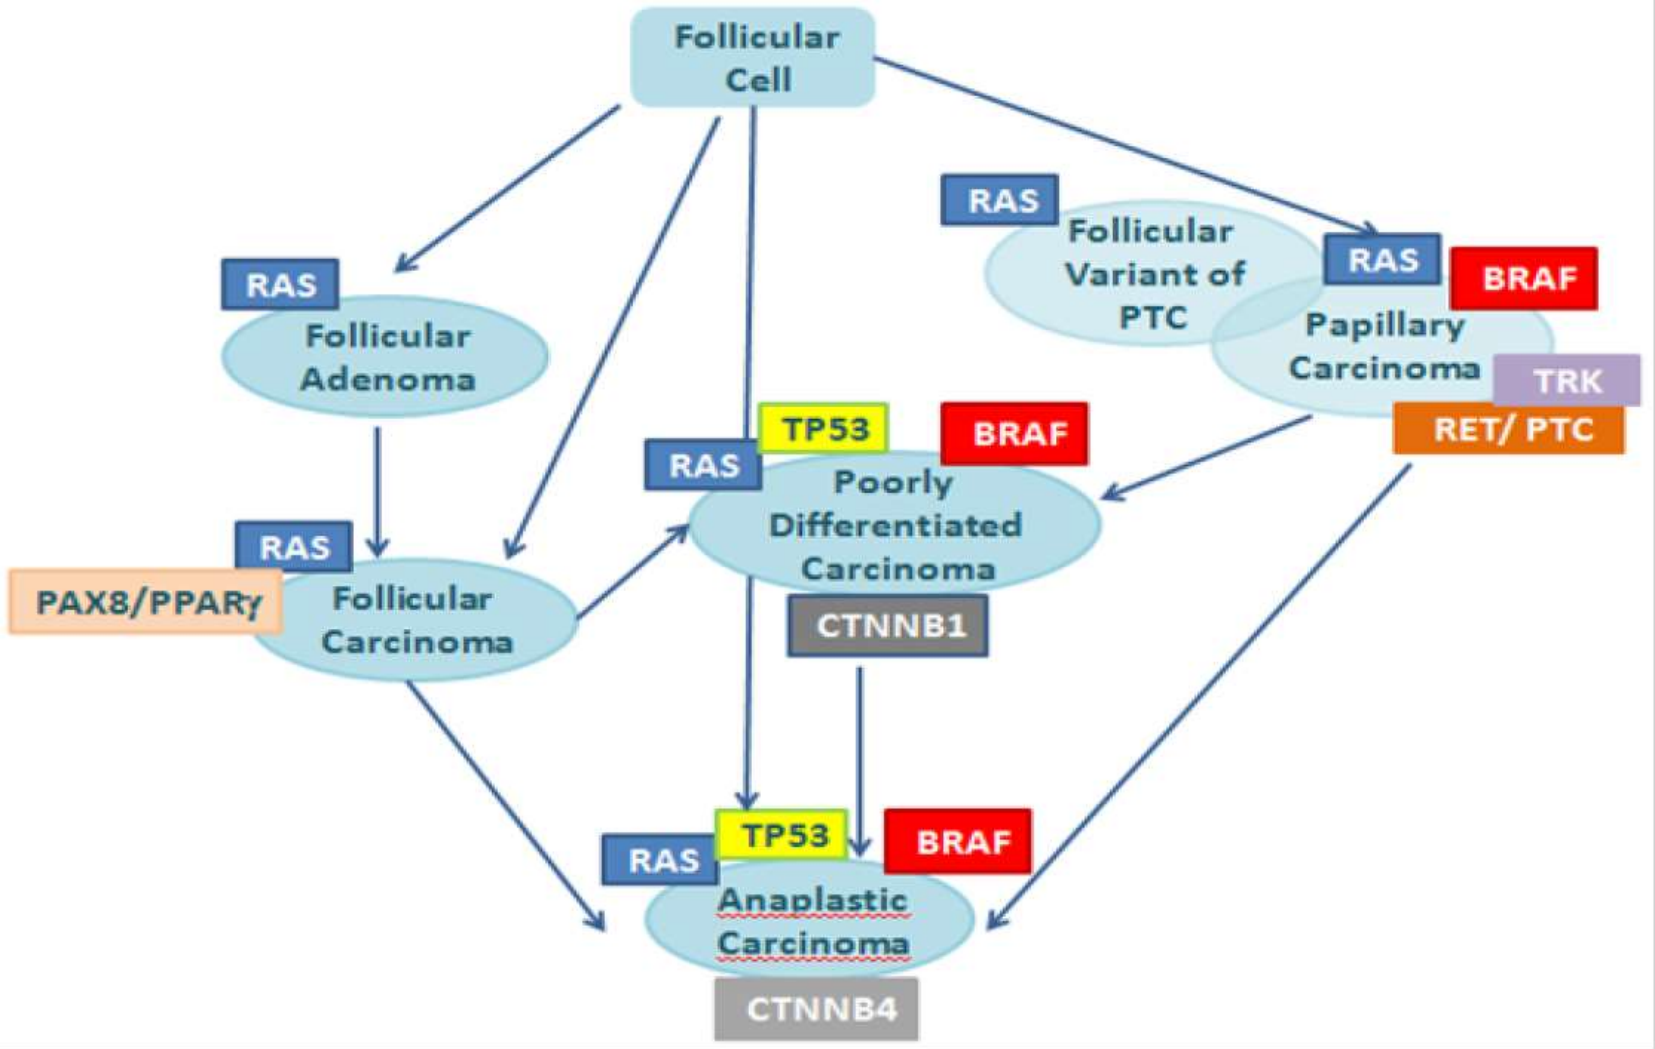 Follicular
Cell
RAS
Follicular
Variant of
PTC
RAS
BRAF
Papillary
Carcinoma
TRK
RET/ PTC
RAS
Follicular
Adenoma
TP53
BRAF
RAS
Poorly
Differentiated
Carcinoma
CTNNB1
RAS
PAX8/PPARγ
Follicular
Carcinoma
TP53
BRAF
RAS
Anaplastic
Carcinoma
CTNNB4